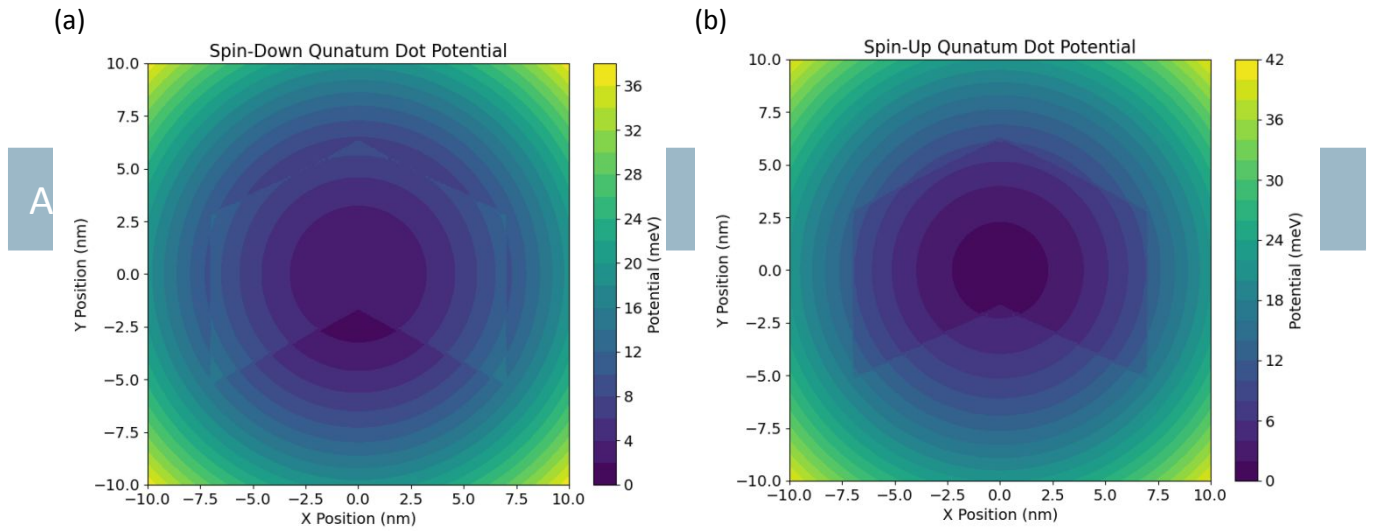 (a)
Spin-Down Qunatum Dot Potential
10.0
7.5
5.0
2.5
0.0
−2.5
−5.0
−7.5
−10.0
−10.0 −7.5 −5.0 −2.5 0.0 2.5 5.0 7.5 10.0
X Position (nm)
Y Position (nm)
36
32
28
24
20
16
12
8
4
0
Potential (meV)
A
(b)
Spin-Up Qunatum Dot Potential
10.0
7.5
5.0
2.5
0.0
−2.5
−5.0
−7.5
−10.0
−10.0 −7.5 −5.0 −2.5 0.0 2.5 5.0 7.5 10.0
X Position (nm)
Y Position (nm)
42
36
30
24
18
12
6
0
Potential (meV)